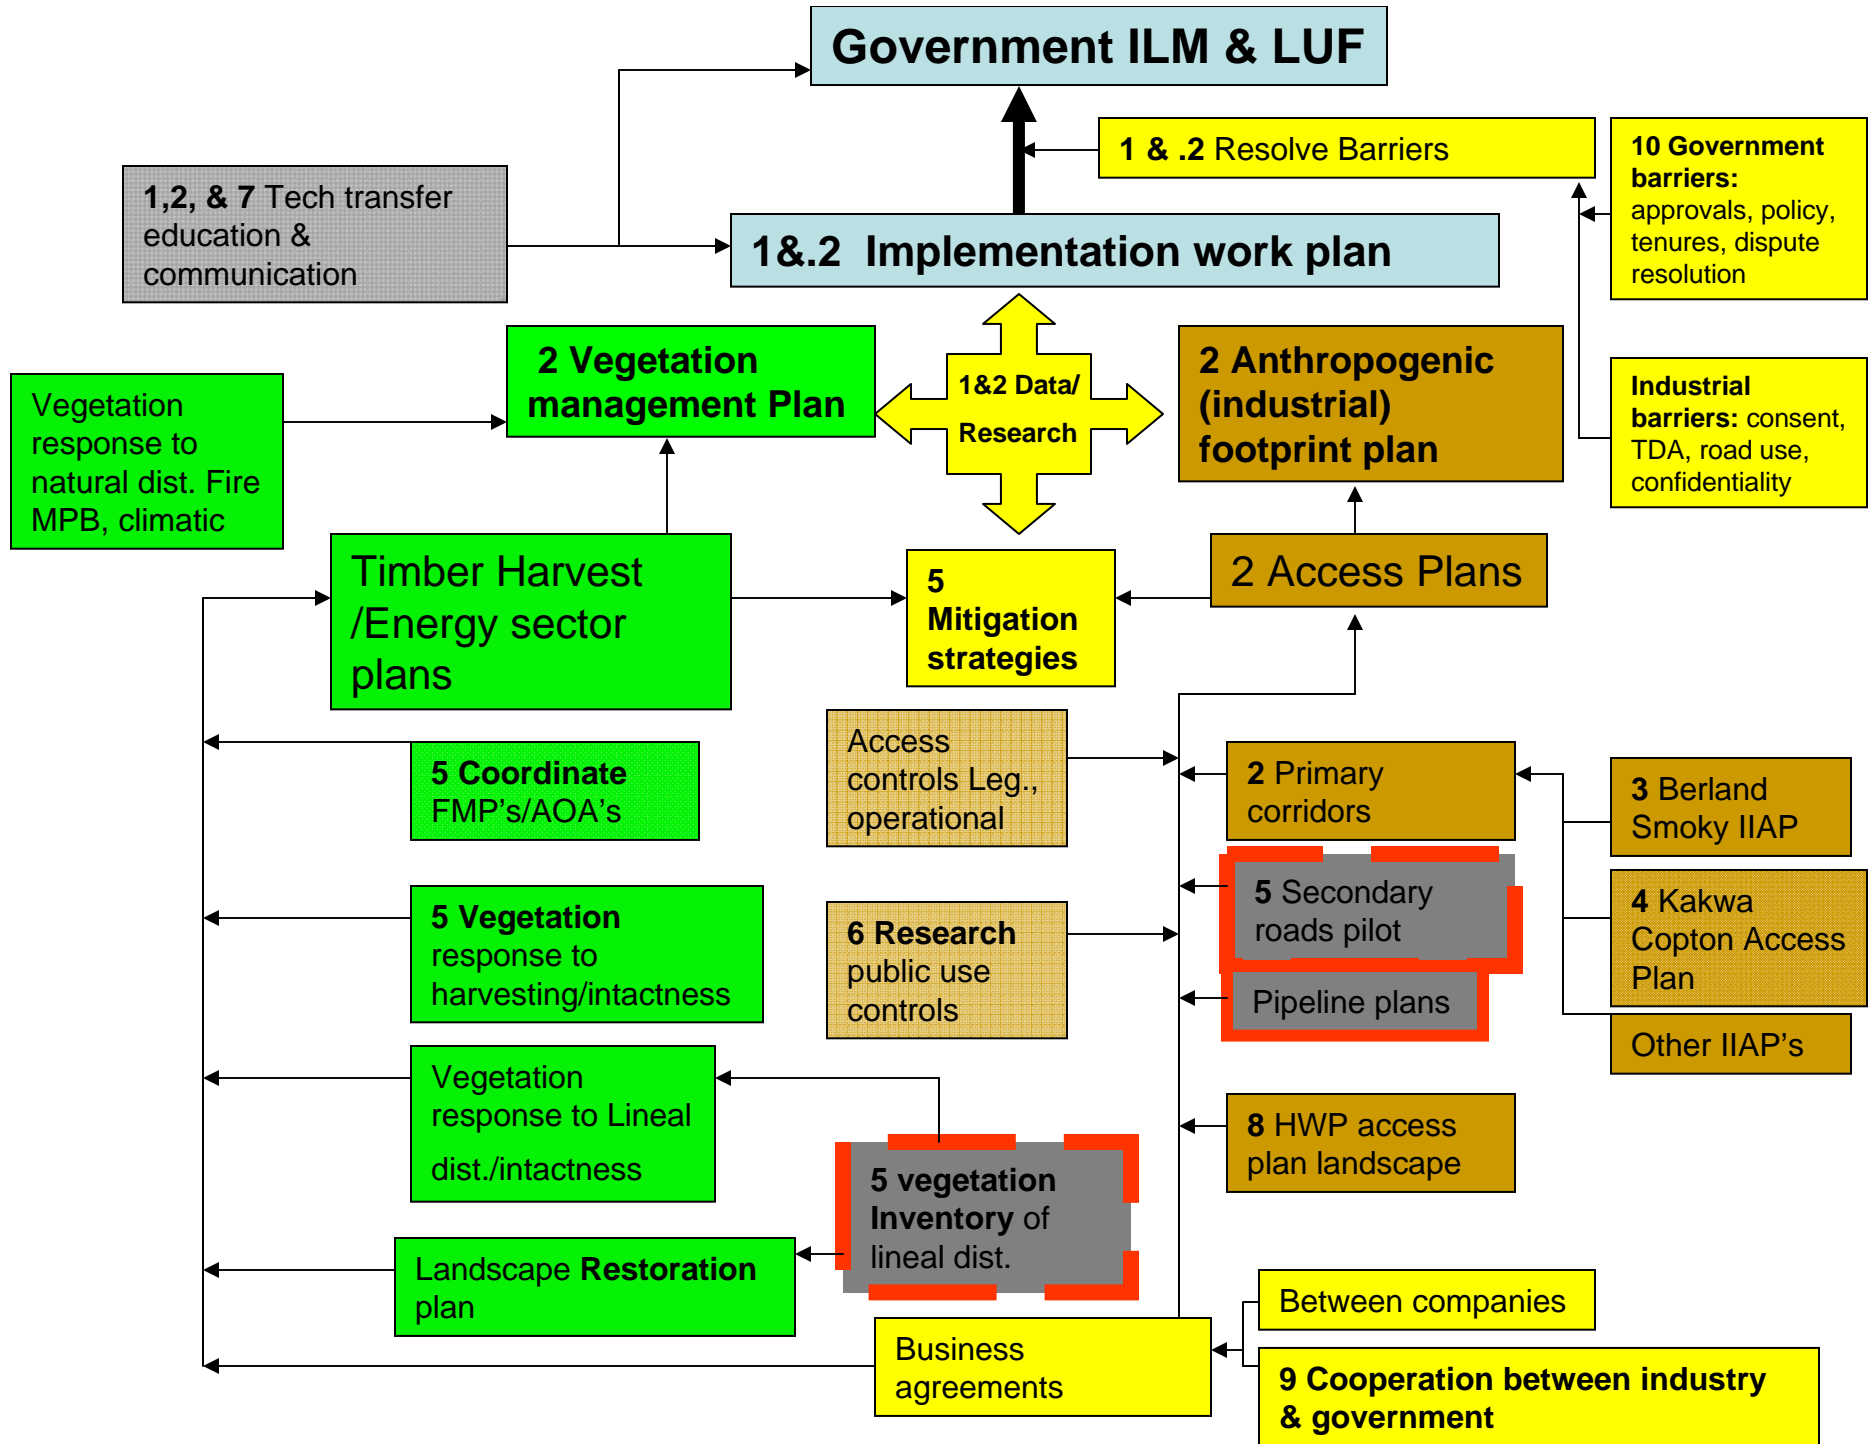 Government ILM & LUF
1 & .2 Resolve Barriers
10 Government
barriers:
approvals, policy,
tenures, dispute
resolution
1,2, & 7 Tech transfer
education &
communication
1&.2 Implementation work plan
2 Vegetation
management Plan
1&2 Data/
Research
2 Anthropogenic
(industrial)
footprint plan
Industrial
barriers: consent,
TDA, road use,
confidentiality
Vegetation
response to
natural dist. Fire
MPB, climatic
Timber Harvest
/Energy sector
plans
5
Mitigation
strategies
2 Access Plans
5 Coordinate
FMP's/AOA's
Access
controls Leg.,
operational
2 Primary
corridors
3 Berland
Smoky IIAP
5 Secondary
roads pilot
4 Kakwa
Copton Access
Plan
5 Vegetation
response to
harvesting/intactness
6 Research
public use
controls
Pipeline plans
Other IIAP's
Vegetation
response to Lineal
dist./intactness
8 HWP access
plan landscape
5 vegetation
Inventory of
lineal dist.
Landscape Restoration
plan
Between companies
Business
agreements
9 Cooperation between industry
& government